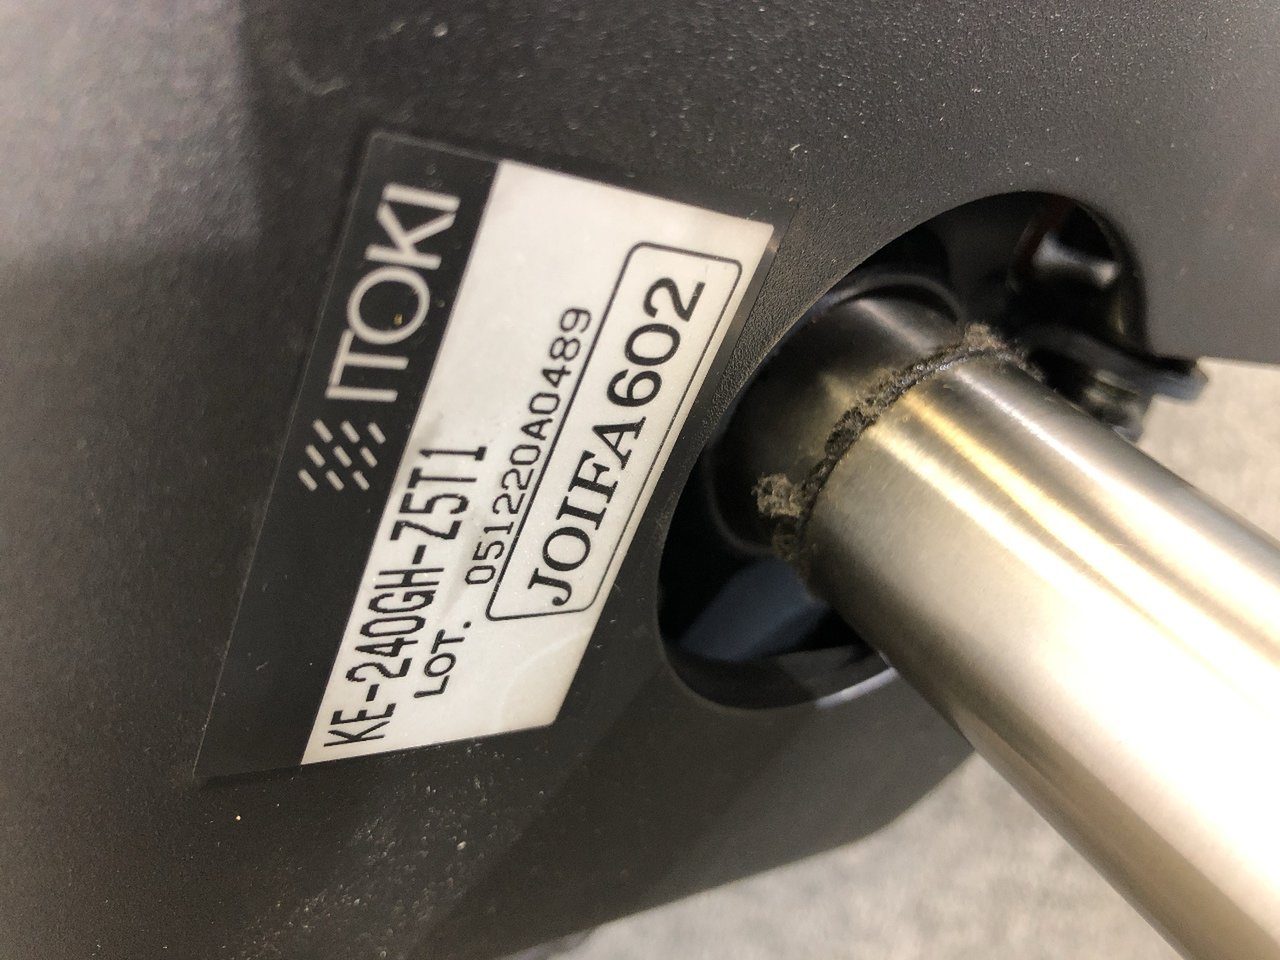 ITOKI
KE-240GH-Z5T1
LOT. 051220A0489
JOIFA602